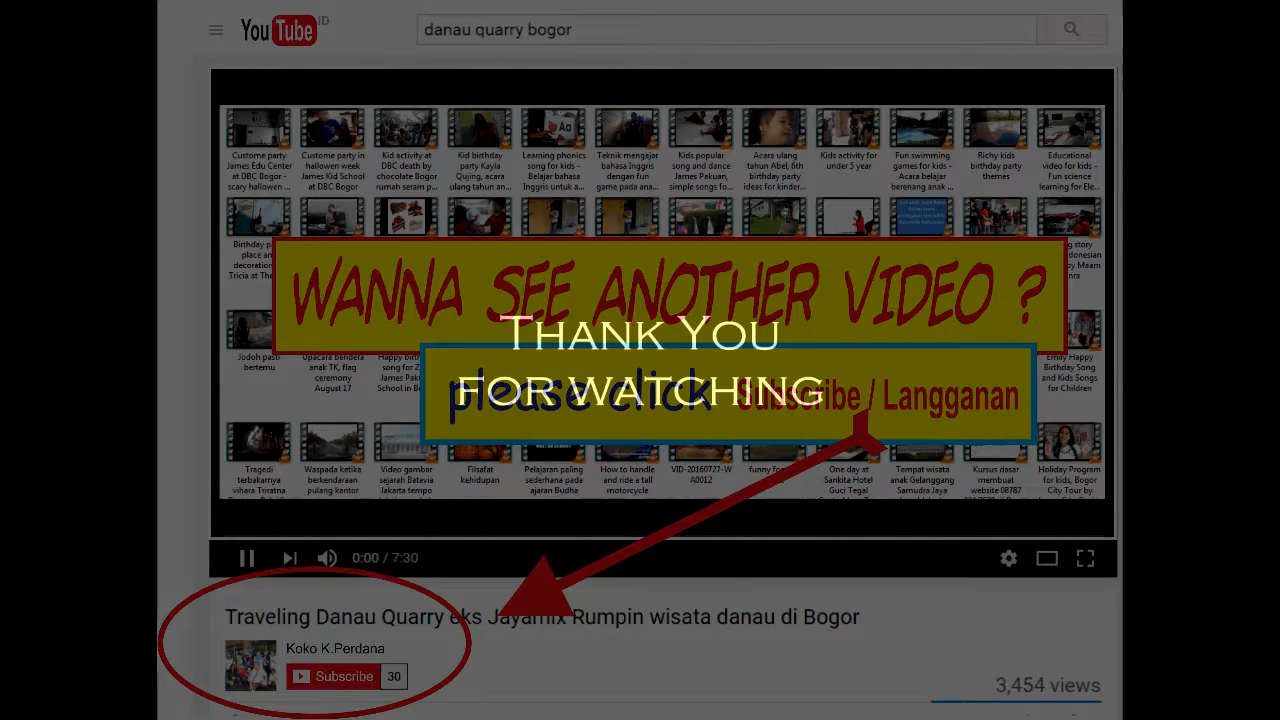 YouTube ID
danau quarry bogor
Custome party James Edu Center at DBC Bogor - scary hallowen ...
Custome party in halloween week James Kid School at DBC Bogor
Kid activity at DBC death by chocolate Bogor rumah seram p...
Kid birthday party Kayla Qujing, acara ulang tahun an...
Learning phonics song for kids - Belajar bahasa Inggris untuk a...
Teknik mengajar bahasa Inggris dengan fun game pada ana...
Kids popular song and dance James Pakuan, simple songs fo...
Acara ulang tahun Abel, 6th birthday party ideas for kinder...
Kids activity for under 5 year
Fun swimming games for kids - Acara belajar berenang anak ...
Richy kids birthday party themes
Educational video for kids - Fun science learning for Ele...
WANNA SEE ANOTHER VIDEO ?
THANK YOU
FOR WATCHING
please click Subscribe / Langganan
Jodoh pasti bertemu
Upacara bendera anak TK, flag ceremony August 17
Emily Happy Birthday Song and Kids Songs for Children
Tragedi terbakarnya vihara Triratna
Waspada ketika berkendaraan pulang kantor
Video gambar sejarah Batavia Jakarta tempo
Filsafat kehidupan
Pelajaran paling sederhana pada ajaran Budha
How to handle and ride a tall motorcycle
VID-20160727-WA0012
One day at Sankita Hotel Guci Tegal
Tempat wisata anak Gelanggang Samudra Jaya
Kursus dasar membuat website 08787
Holiday Program for kids, Bogor City Tour by
0:00 / 7:30
Traveling Danau Quarry eks Jayamix Rumpin wisata danau di Bogor
Koko K.Perdana
Subscribe 30
3,454 views